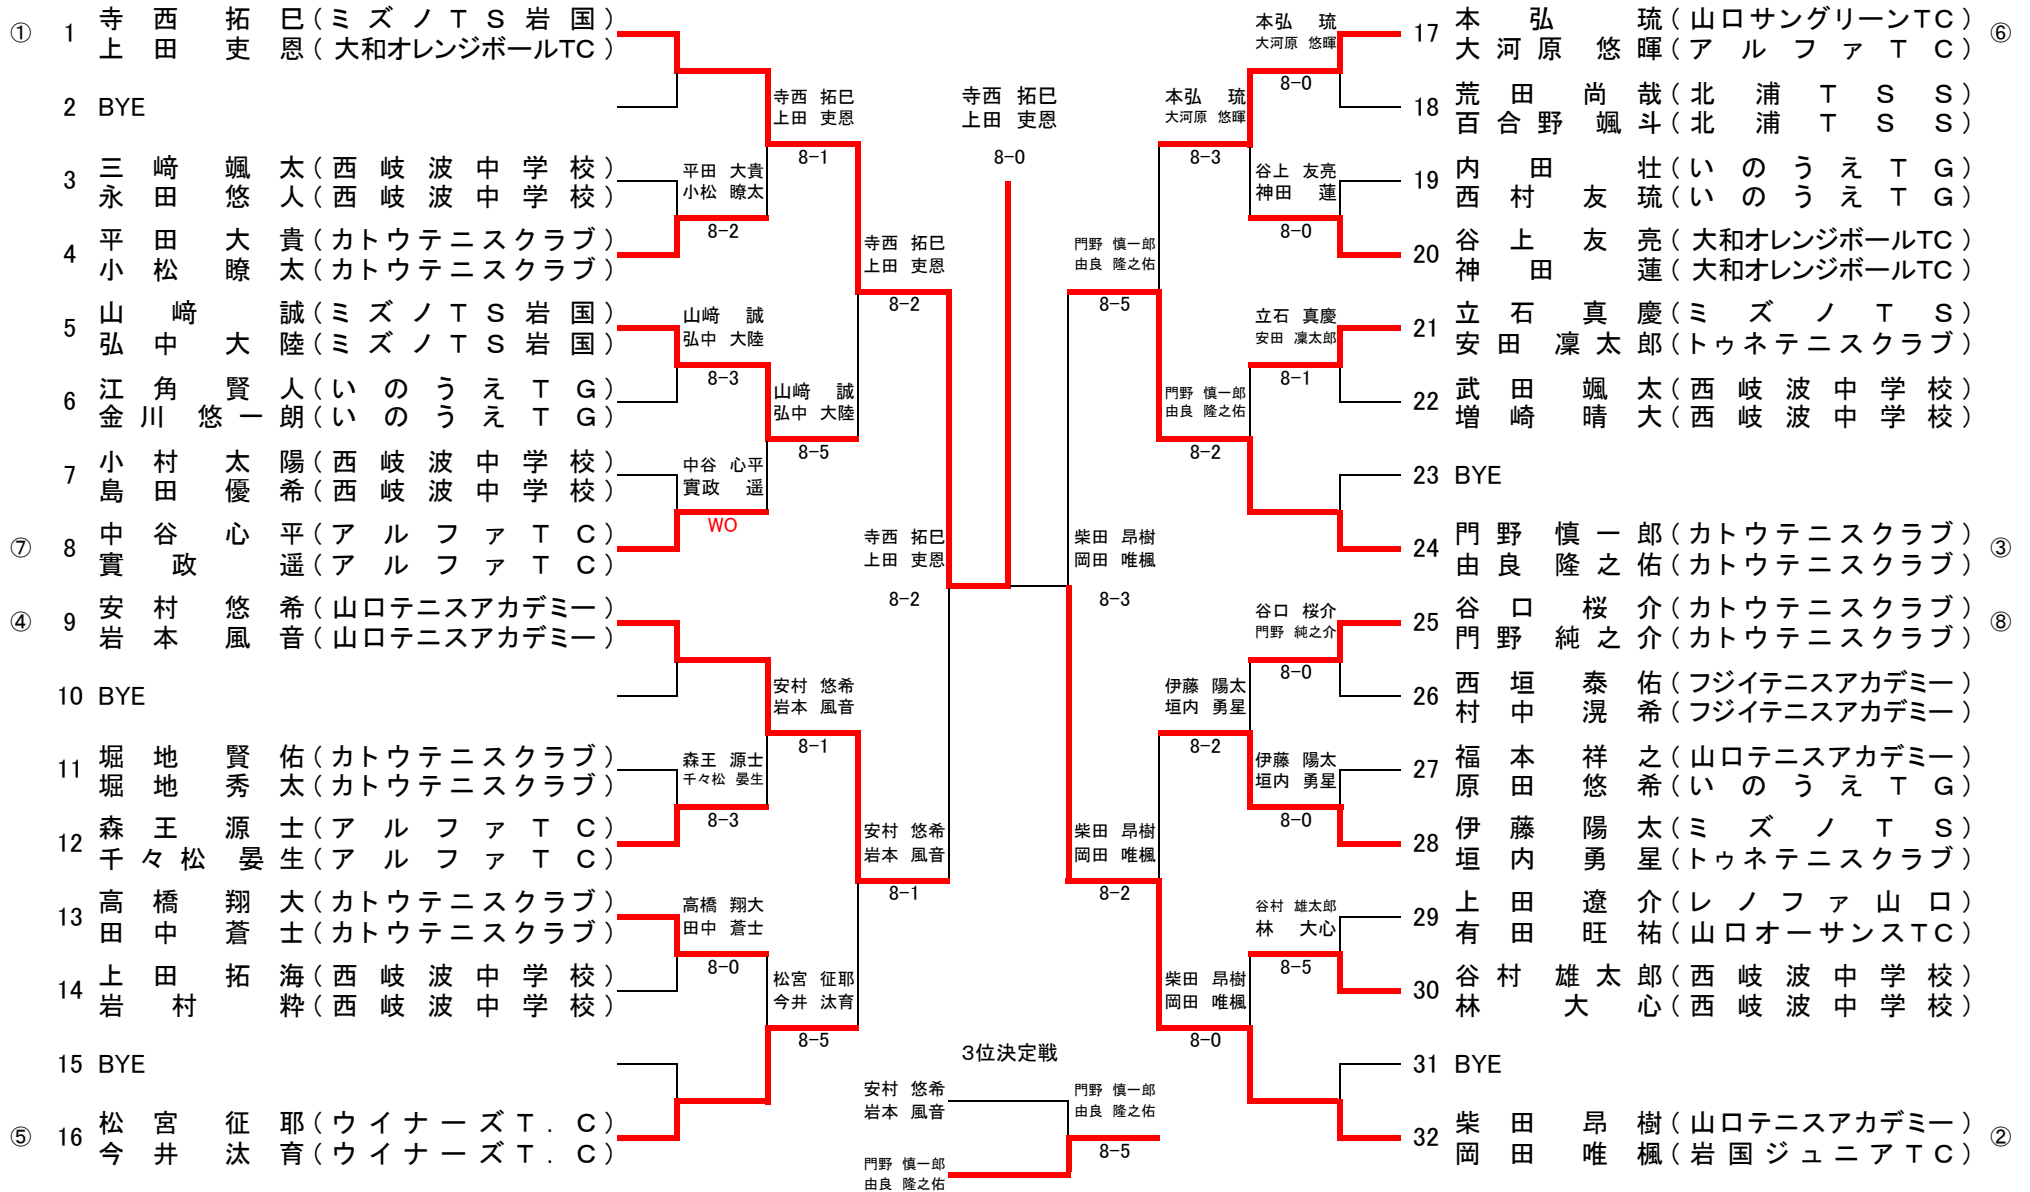 ① 1 寺西 拓巳 (ミズノTS岩国)
上田 吏恩 (大和オレンジボールTC)
2 BYE
3 三﨑 颯太 (西岐波中学校)
永田 悠人 (西岐波中学校)
4 平田 大貴 (カトウテニスクラブ)
小松 瞭太 (カトウテニスクラブ)
5 山﨑 誠 (ミズノTS岩国)
弘中 大陸 (ミズノTS岩国)
6 江角 賢人 (いのうえTG)
金川 悠一朗 (いのうえTG)
7 小村 太陽 (西岐波中学校)
島田 優希 (西岐波中学校)
⑦ 8 中谷 心平 (アルファTC)
實政 遥 (アルファTC)
④ 9 安村 悠希 (山口テニスアカデミー)
岩本 風音 (山口テニスアカデミー)
10 BYE
11 堀地 賢佑 (カトウテニスクラブ)
堀地 秀太 (カトウテニスクラブ)
12 森王 源士 (アルファTC)
千々松 晏生 (アルファTC)
13 高橋 翔大 (カトウテニスクラブ)
田中 蒼士 (カトウテニスクラブ)
14 上田 拓海 (西岐波中学校)
岩村 粋 (西岐波中学校)
15 BYE
⑤ 16 松宮 征耶 (ウイナーズT.C)
今井 汰育 (ウイナーズT.C)
平田 大貴
小松 瞭太
8-2
山﨑 誠
弘中 大陸
8-3
中谷 心平
實政 遥
WO
森王 源士
千々松 晏生
8-3
高橋 翔大
田中 蒼士
8-0
寺西 拓巳
上田 吏恩
8-1
山﨑 誠
弘中 大陸
8-5
安村 悠希
岩本 風音
8-1
松宮 征耶
今井 汰育
8-5
寺西 拓巳
上田 吏恩
8-2
安村 悠希
岩本 風音
8-1
寺西 拓巳
上田 吏恩
8-2
寺西 拓巳
上田 吏恩
8-0
柴田 昂樹
岡田 唯楓
8-3
門野 慎一郎
由良 隆之佑
8-5
柴田 昂樹
岡田 唯楓
8-2
本弘 琉
大河原 悠暉
8-3
門野 慎一郎
由良 隆之佑
8-2
伊藤 陽太
垣内 勇星
8-2
柴田 昂樹
岡田 唯楓
8-0
本弘 琉
大河原 悠暉
8-0
谷上 友亮
神田 蓮
8-0
立石 真慶
安田 凜太郎
8-1
谷口 桜介
門野 純之介
8-0
伊藤 陽太
垣内 勇星
8-0
谷村 雄太郎
林 大心
8-5
17 本弘 琉 (山口サングリーンTC) ⑥
大河原 悠暉 (アルファTC)
18 荒田 尚哉 (北浦TSS)
百合野 颯斗 (北浦TSS)
19 内田 壮 (いのうえTG)
西村 友琉 (いのうえTG)
20 谷上 友亮 (大和オレンジボールTC)
神田 蓮 (大和オレンジボールTC)
21 立石 真慶 (ミズノTS)
安田 凜太郎 (トゥネテニスクラブ)
22 武田 颯太 (西岐波中学校)
増崎 晴大 (西岐波中学校)
23 BYE
24 門野 慎一郎 (カトウテニスクラブ) ③
由良 隆之佑 (カトウテニスクラブ)
25 谷口 桜介 (カトウテニスクラブ) ⑧
門野 純之介 (カトウテニスクラブ)
26 西垣 泰佑 (フジイテニスアカデミー)
村中 滉希 (フジイテニスアカデミー)
27 福本 祥之 (山口テニスアカデミー)
原田 悠希 (いのうえTG)
28 伊藤 陽太 (ミズノTS)
垣内 勇星 (トゥネテニスクラブ)
29 上田 遼介 (レノファ山口)
有田 旺祐 (山口オーサンスTC)
30 谷村 雄太郎 (西岐波中学校)
林 大心 (西岐波中学校)
31 BYE
32 柴田 昂樹 (山口テニスアカデミー) ②
岡田 唯楓 (岩国ジュニアTC)
3位決定戦
安村 悠希
岩本 風音
門野 慎一郎
由良 隆之佑
門野 慎一郎
由良 隆之佑
8-5